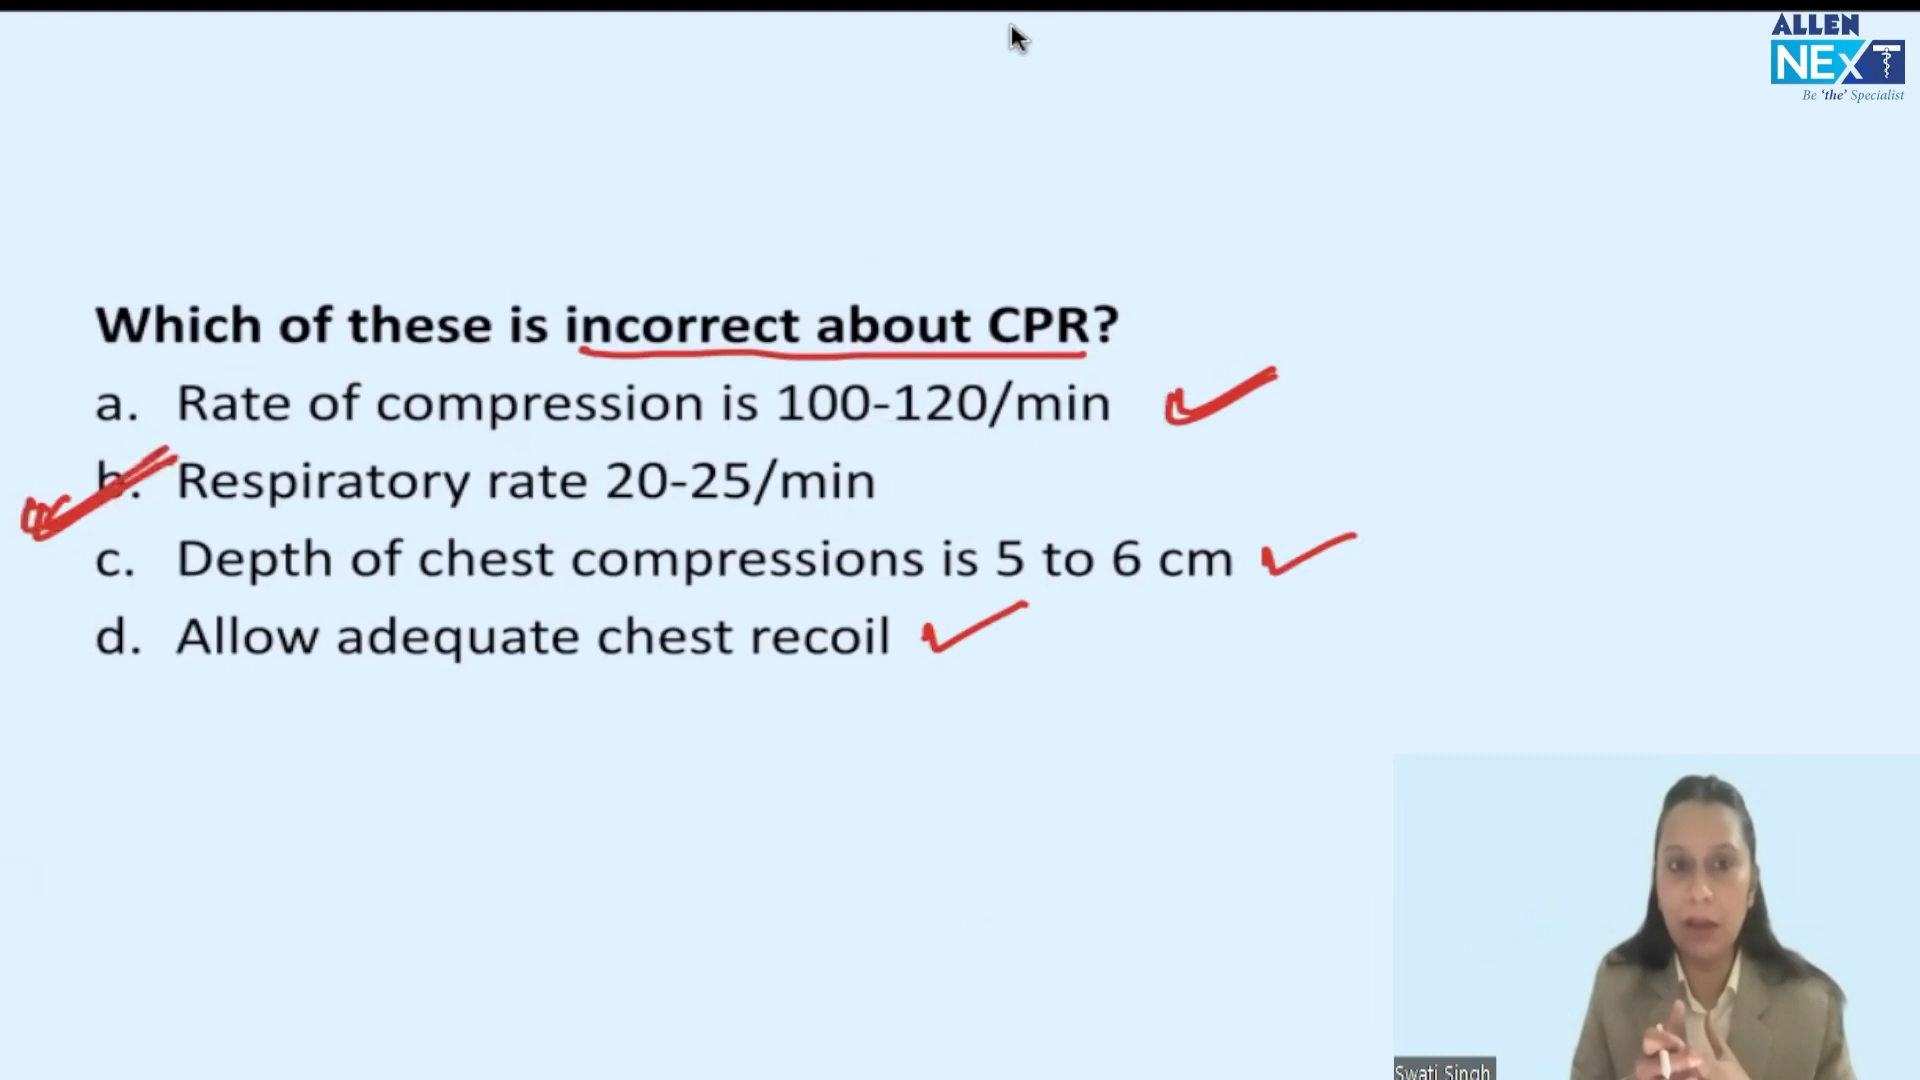 ALLEN
NEXT
Be 'the' Specialist
Which of these is incorrect about CPR?
a. Rate of compression is 100-120/min
b. Respiratory rate 20-25/min
c. Depth of chest compressions is 5 to 6 cm
d. Allow adequate chest recoil
Swati Singh